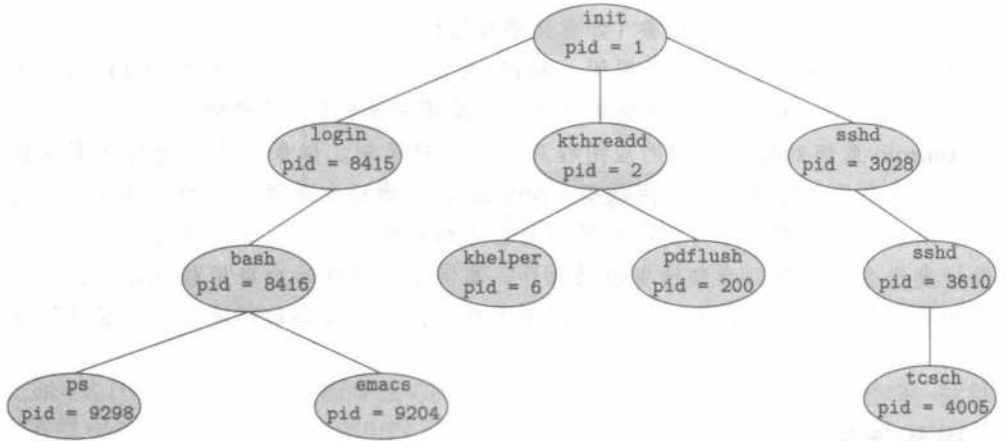 init
pid = 1
login
pid = 8415
kthreadd
pid = 2
sshd
pid = 3028
bash
pid = 8416
khelper
pid = 6
pdflush
pid = 200
sshd
pid = 3610
ps
pid = 9298
emacs
pid = 9204
tcsch
pid = 4005